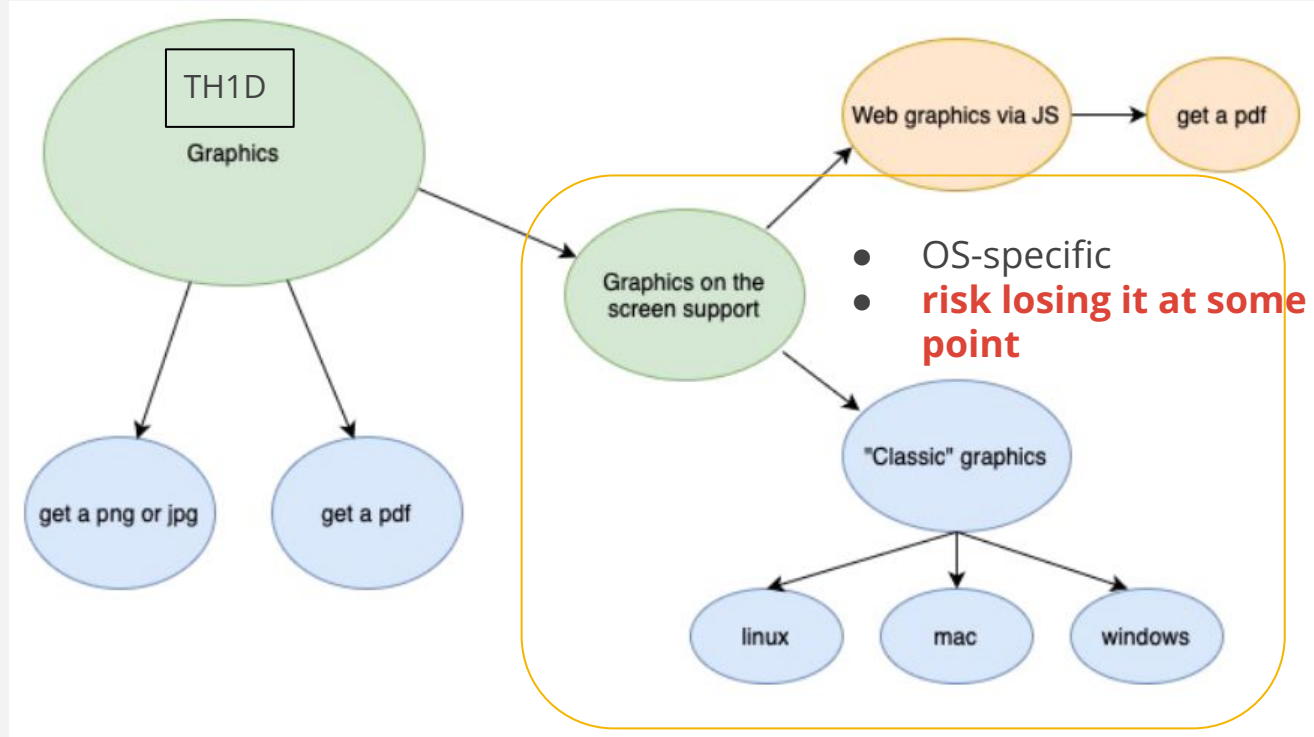 TH1D
Graphics
Web graphics via JS
get a pdf
Graphics on the
screen support
● OS-specific
● risk losing it at some
point
"Classic" graphics
get a png or jpg
get a pdf
linux
mac
windows